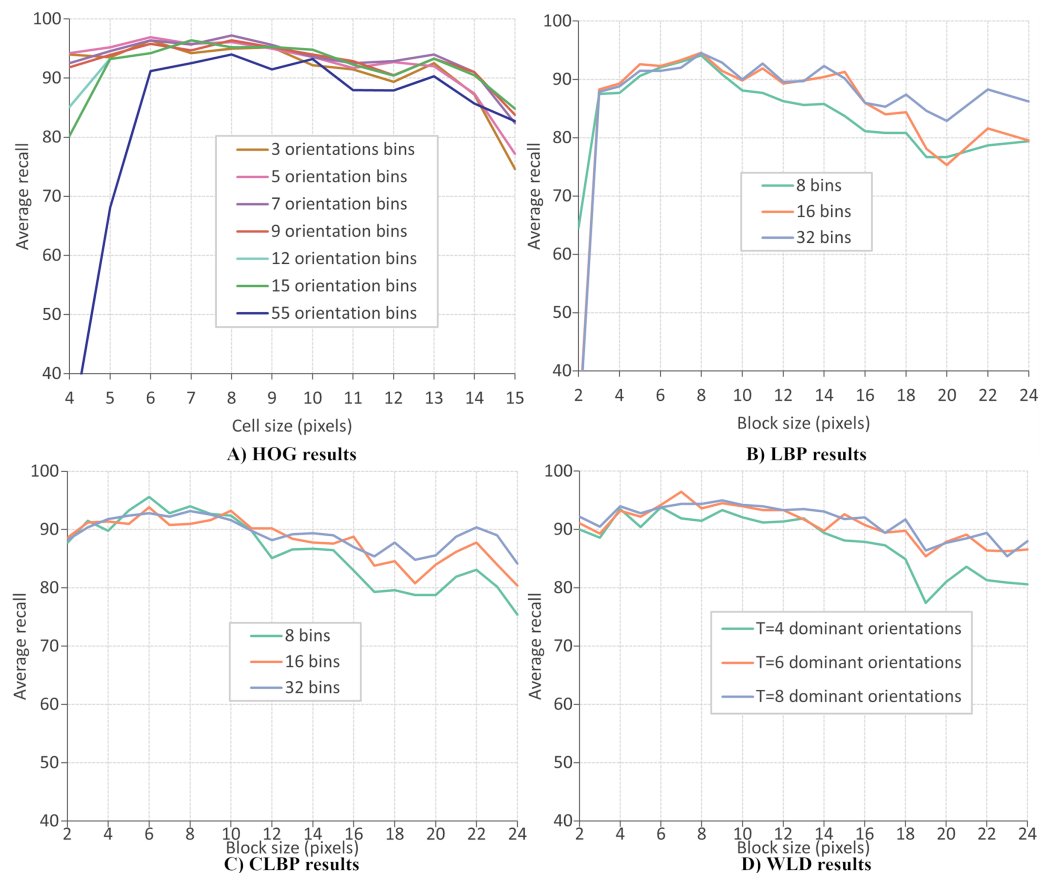 100
90
80
70
60
50
40
Average recall
3 orientations bins
5 orientation bins
7 orientation bins
9 orientation bins
12 orientation bins
15 orientation bins
55 orientation bins
4 5 6 7 8 9 10 11 12 13 14 15
Cell size (pixels)
A) HOG results
100
90
80
70
60
50
40
Average recall
8 bins
16 bins
32 bins
2 4 6 8 10 12 14 16 18 20 22 24
Block size (pixels)
B) LBP results
100
90
80
70
60
50
40
Average recall
8 bins
16 bins
32 bins
2 4 6 8 10 12 14 16 18 20 22 24
Block size (pixels)
C) CLBP results
100
90
80
70
60
50
40
Average recall
T=4 dominant orientations
T=6 dominant orientations
T=8 dominant orientations
2 4 6 8 10 12 14 16 18 20 22 24
Block size (pixels)
D) WLD results